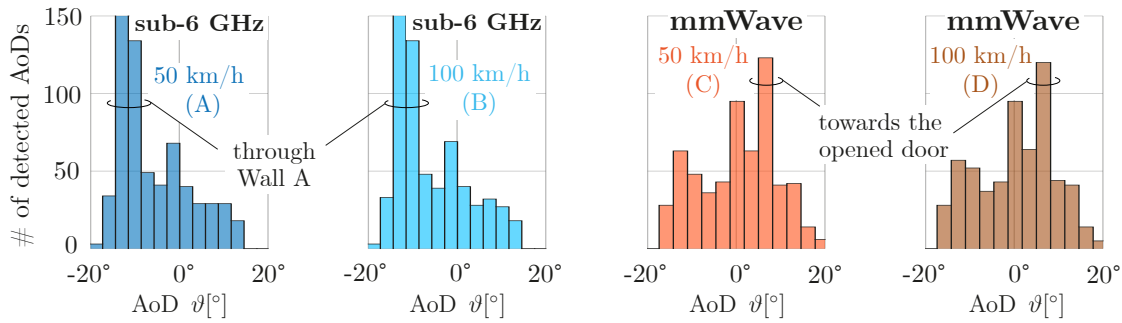 # of detected AoDs
150
100
50
0
sub-6 GHz
50 km/h
(A)
through
Wall A
-20° 0° 20°
AoD ϑ[°]
sub-6 GHz
100 km/h
(B)
-20° 0° 20°
AoD ϑ[°]
mmWave
50 km/h
(C)
towards the
opened door
-20° 0° 20°
AoD ϑ[°]
mmWave
100 km/h
(D)
-20° 0° 20°
AoD ϑ[°]